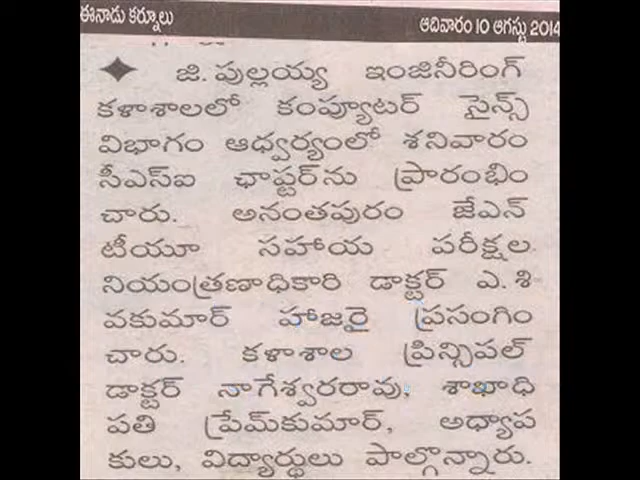 ఈనాడు కర్నూలు
ఆదివారం 10 ఆగస్టు 2014
✦ జి. పుల్లయ్య ఇంజినీరింగ్
కళాశాలలో కంప్యూటర్ సైన్స్
విభాగం ఆధ్వర్యంలో శనివారం
సీఎస్ఐ ఛాప్టర్‌ను ప్రారంభిం
చారు. అనంతపురం జేఎన్
టీయూ సహాయ పరీక్షల
నియంత్రణాధికారి డాక్టర్ ఎ.శి
వకుమార్ హాజరై ప్రసంగిం
చారు. కళాశాల ప్రిన్సిపల్
డాక్టర్ నాగేశ్వరరావు, శాఖాధి
పతి ప్రేమ్‌కుమార్, అధ్యాప
కులు, విద్యార్థులు పాల్గొన్నారు.